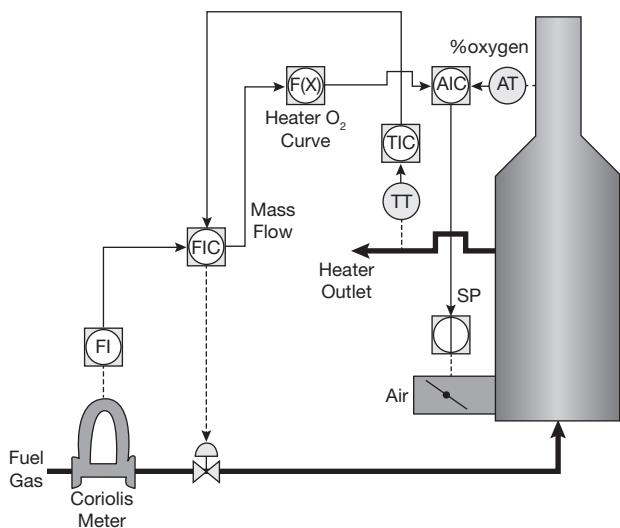 %oxygen
F(X)
AIC
AT
Heater O₂
Curve
TIC
TT
Mass
Flow
FIC
Heater
Outlet
SP
FI
Air
Fuel
Gas
Coriolis
Meter